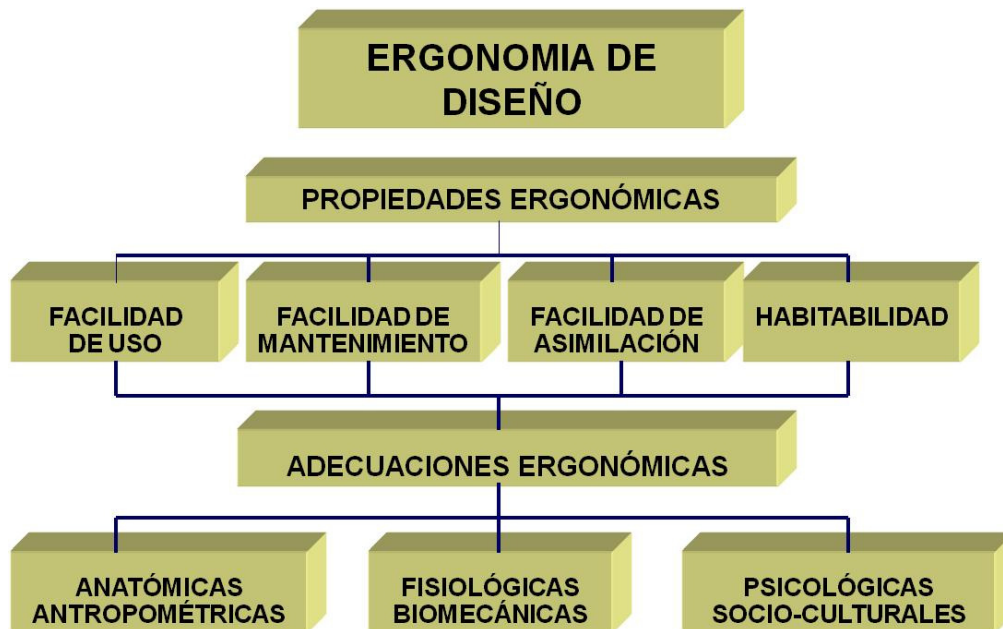 ERGONOMIA DE
DISEÑO
PROPIEDADES ERGONÓMICAS
FACILIDAD
DE USO
FACILIDAD DE
MANTENIMIENTO
FACILIDAD DE
ASIMILACIÓN
HABITABILIDAD
ADECUACIONES ERGONÓMICAS
ANATÓMICAS
ANTROPOMÉTRICAS
FISIOLÓGICAS
BIOMECÁNICAS
PSICOLÓGICAS
SOCIO-CULTURALES